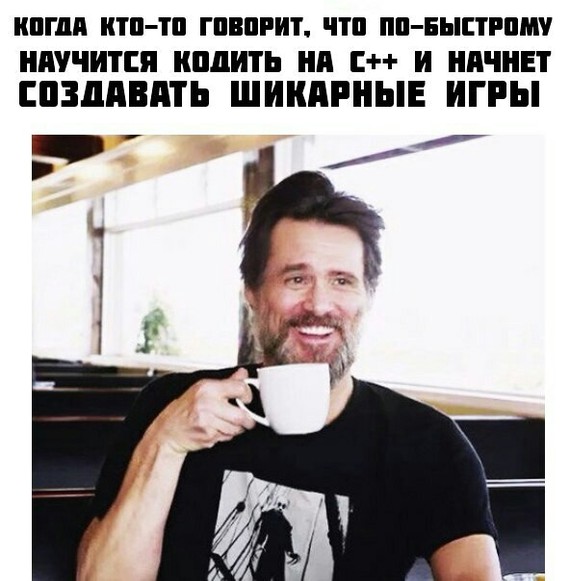 КОГДА КТО-ТО ГОВОРИТ, ЧТО ПО-БЫСТРОМУ
НАУЧИТСЯ КОДИТЬ НА C++ И НАЧНЕТ
СОЗДАВАТЬ ШИКАРНЫЕ ИГРЫ